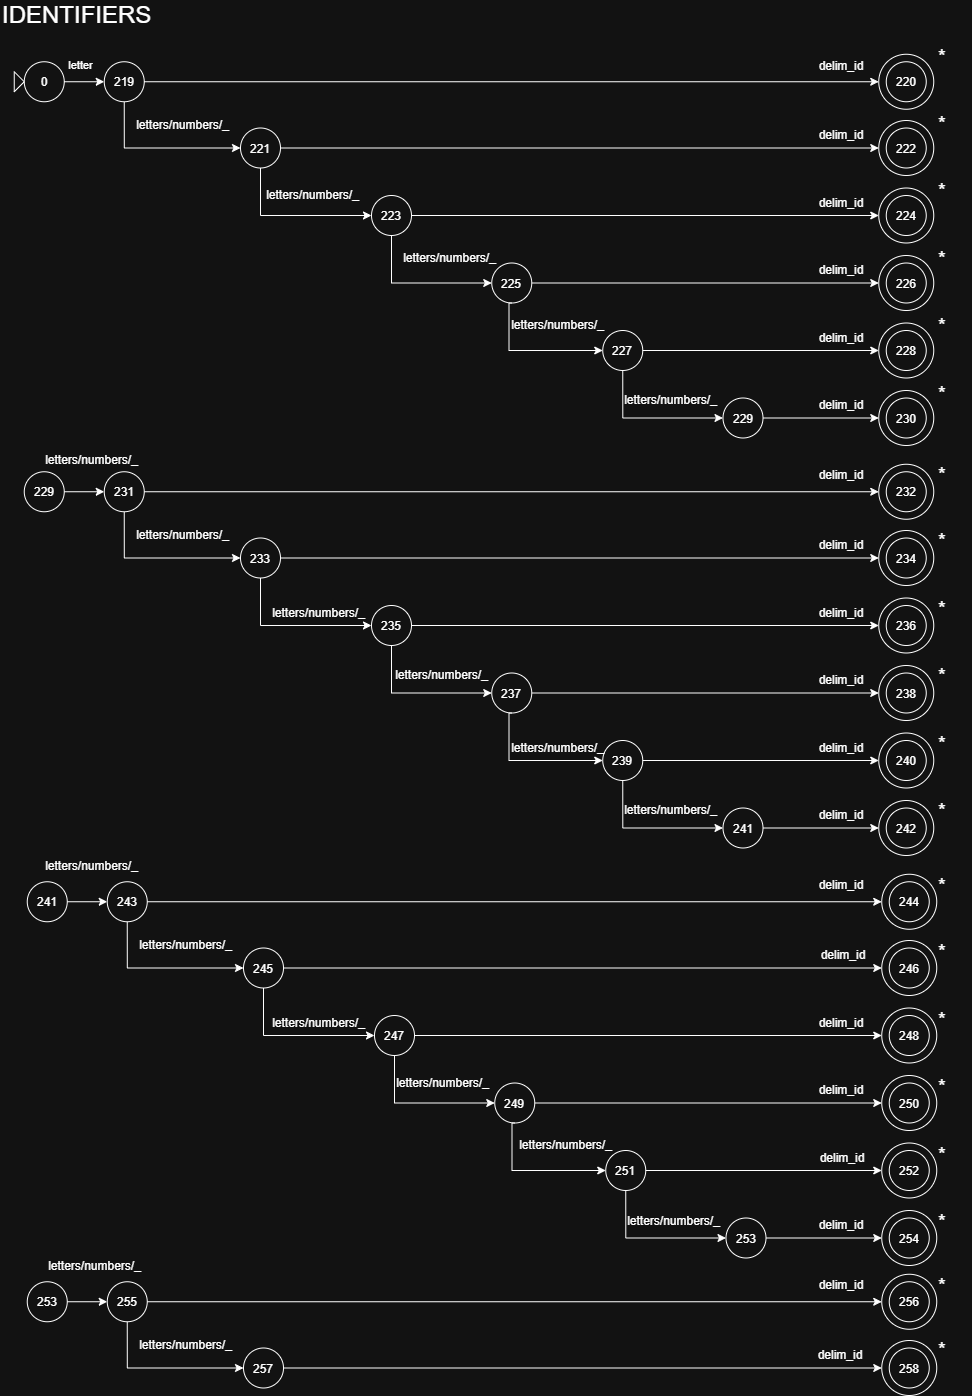 IDENTIFIERS
letter
delim_id
*
0
219
220
letters/numbers/_
delim_id
*
221
222
letters/numbers/_
delim_id
*
223
224
letters/numbers/_
delim_id
*
225
226
letters/numbers/_
delim_id
*
227
228
letters/numbers/_
delim_id
*
229
230
letters/numbers/_
delim_id
*
229
231
232
letters/numbers/_
delim_id
*
233
234
letters/numbers/_
delim_id
*
235
236
letters/numbers/_
delim_id
*
237
238
letters/numbers/_
delim_id
*
239
240
letters/numbers/_
delim_id
*
241
242
letters/numbers/_
delim_id
*
241
243
244
letters/numbers/_
delim_id
*
245
246
letters/numbers/_
delim_id
*
247
248
letters/numbers/_
delim_id
*
249
250
letters/numbers/_
delim_id
*
251
252
letters/numbers/_
delim_id
*
253
254
letters/numbers/_
delim_id
*
253
255
256
letters/numbers/_
delim_id
*
257
258